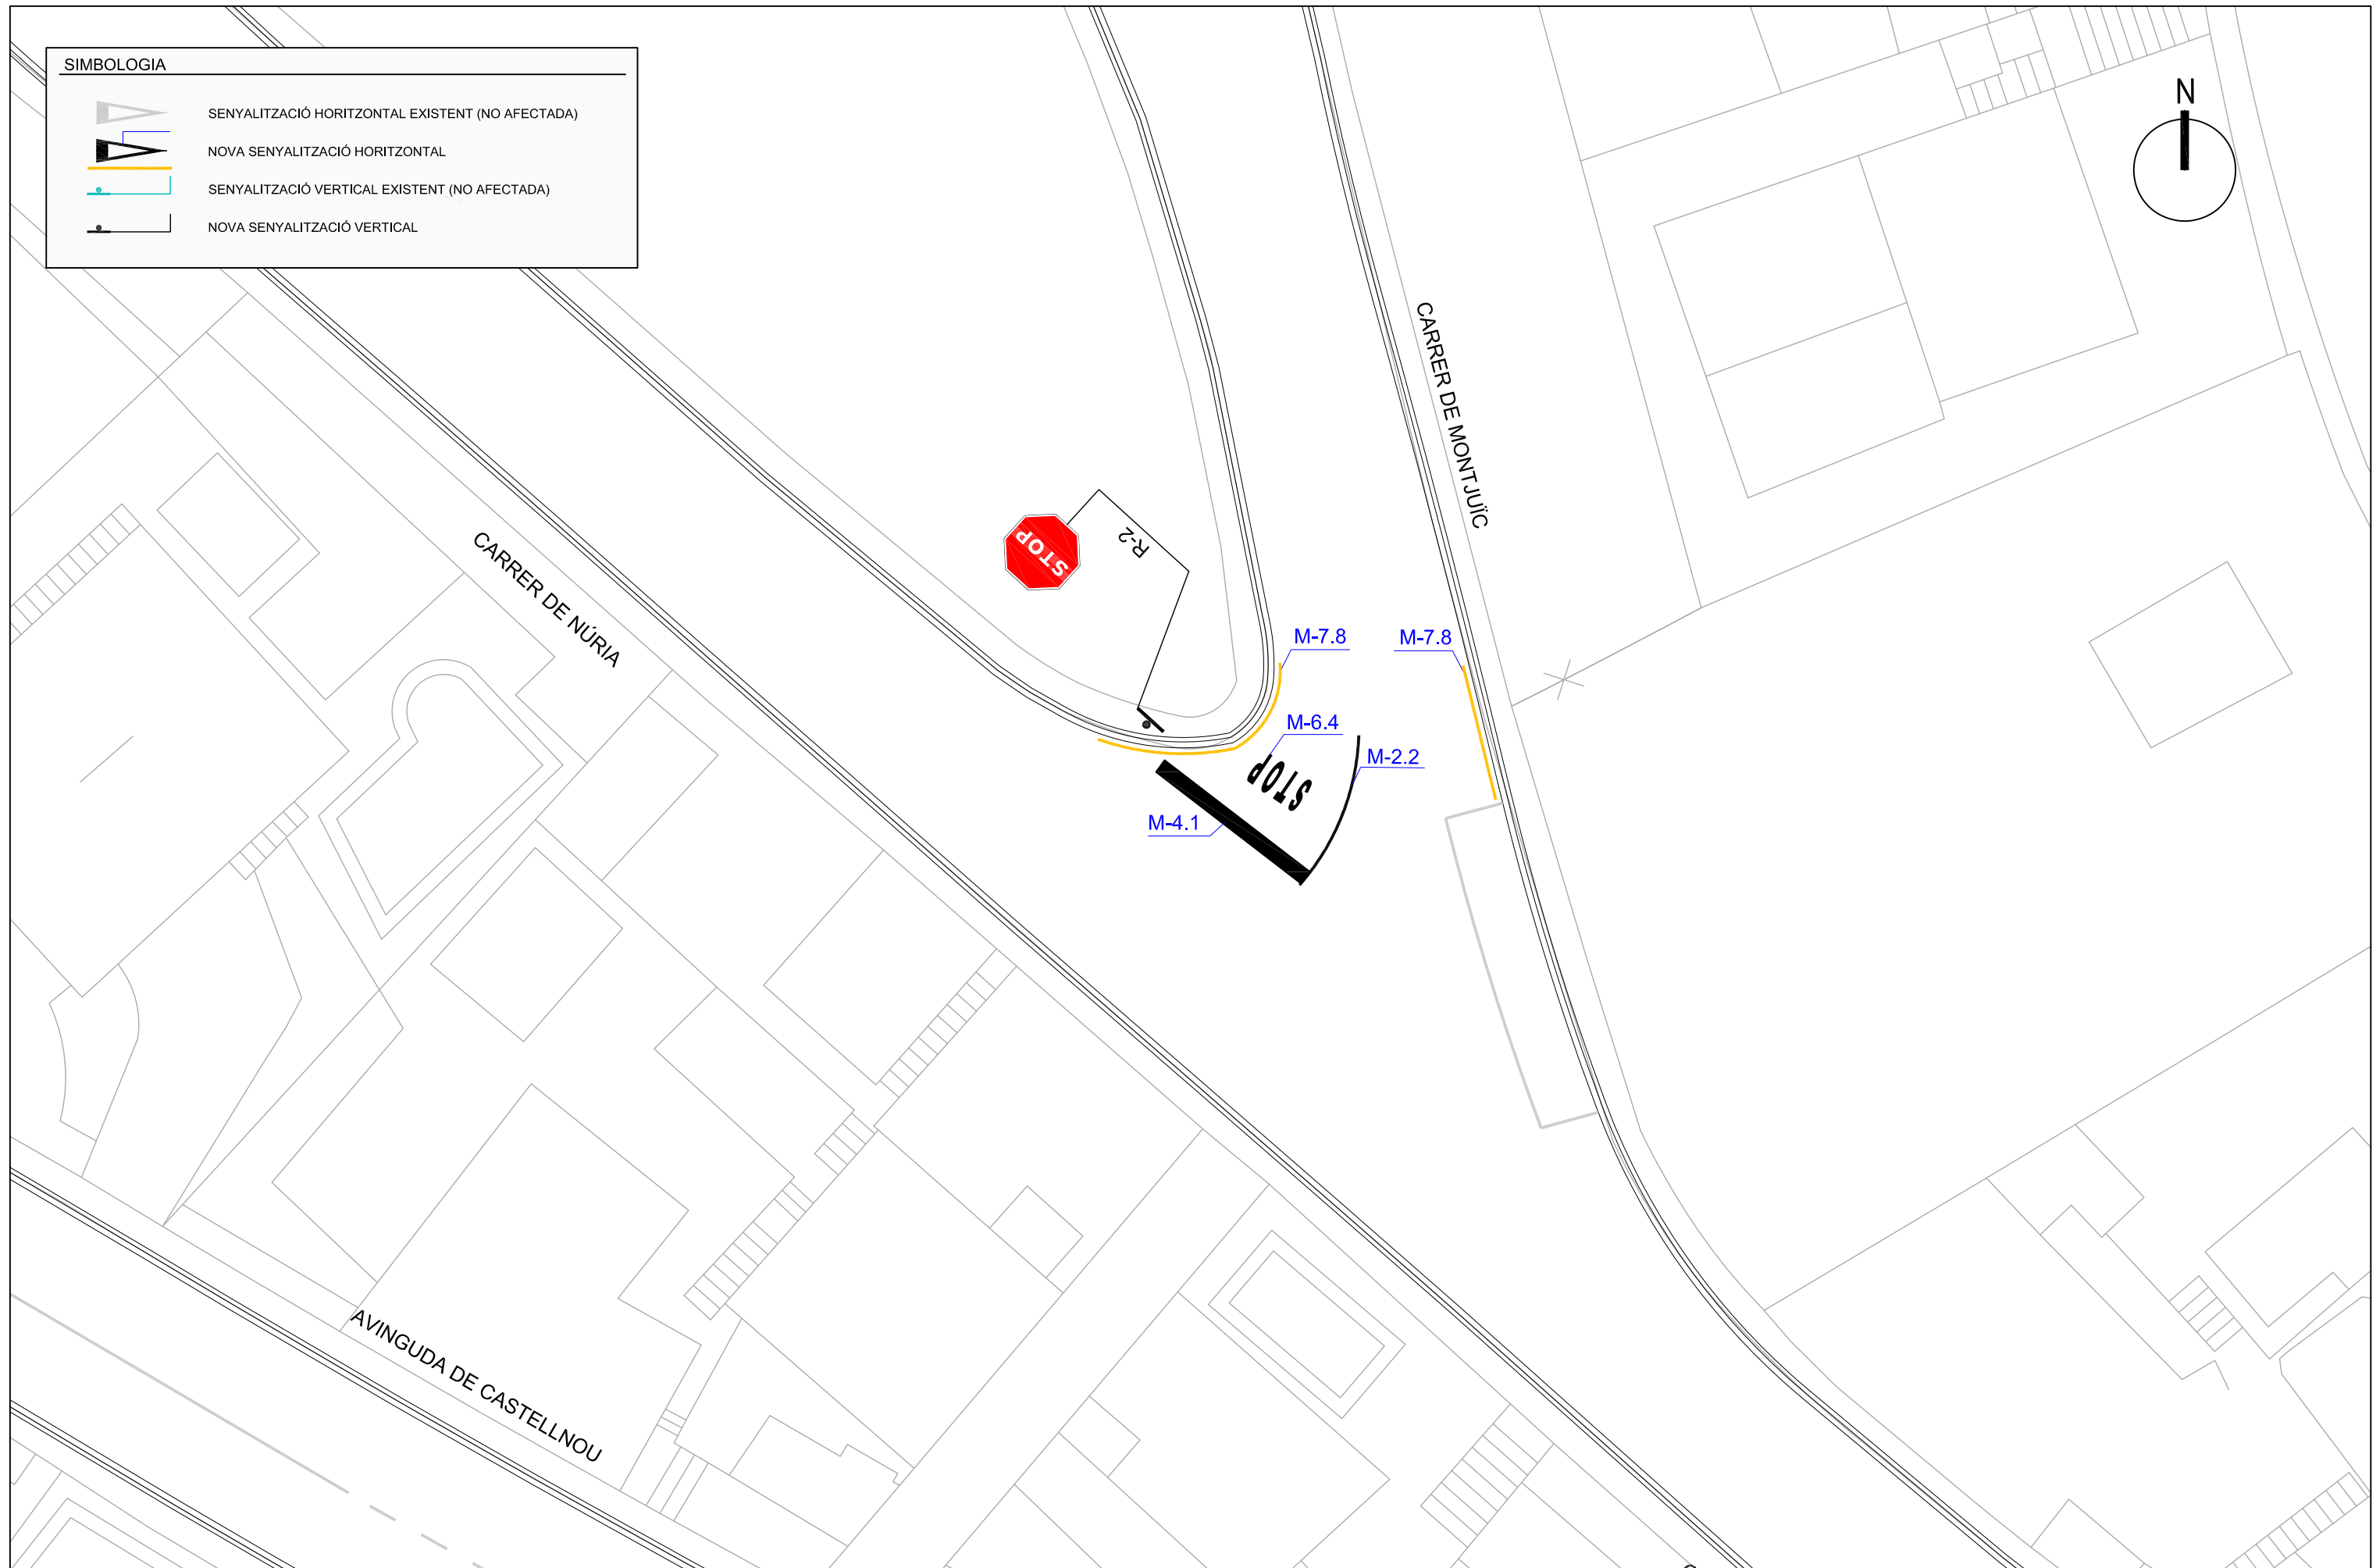 SIMBOLOGIA
SENYALITZACIÓ HORITZONTAL EXISTENT (NO AFECTADA)
NOVA SENYALITZACIÓ HORITZONTAL
SENYALITZACIÓ VERTICAL EXISTENT (NO AFECTADA)
NOVA SENYALITZACIÓ VERTICAL
N
CARRER DE MONTJUÏC
CARRER DE NÚRIA
STOP
R-2
M-7.8
M-7.8
M-6.4
STOP
M-2.2
M-4.1
AVINGUDA DE CASTELLNOU